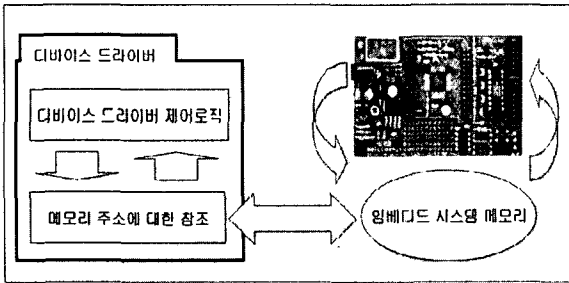 디바이스 드라이버
디바이스 드라이버 제어로직
메모리 주소에 대한 참조
임베디드 시스템 메모리